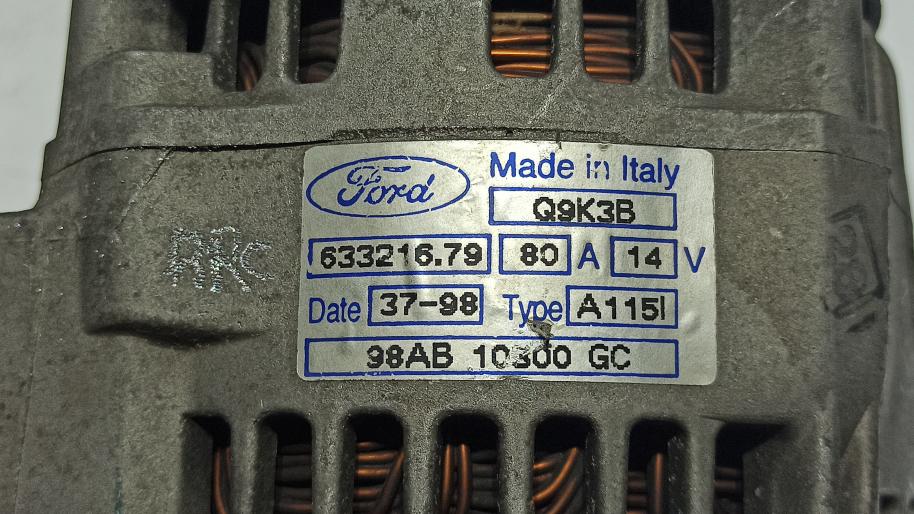 Ford Made in Italy
Q9K3B
633216.79 80 A 14 V
Date 37-98 Type A115I
98AB 10300 GC